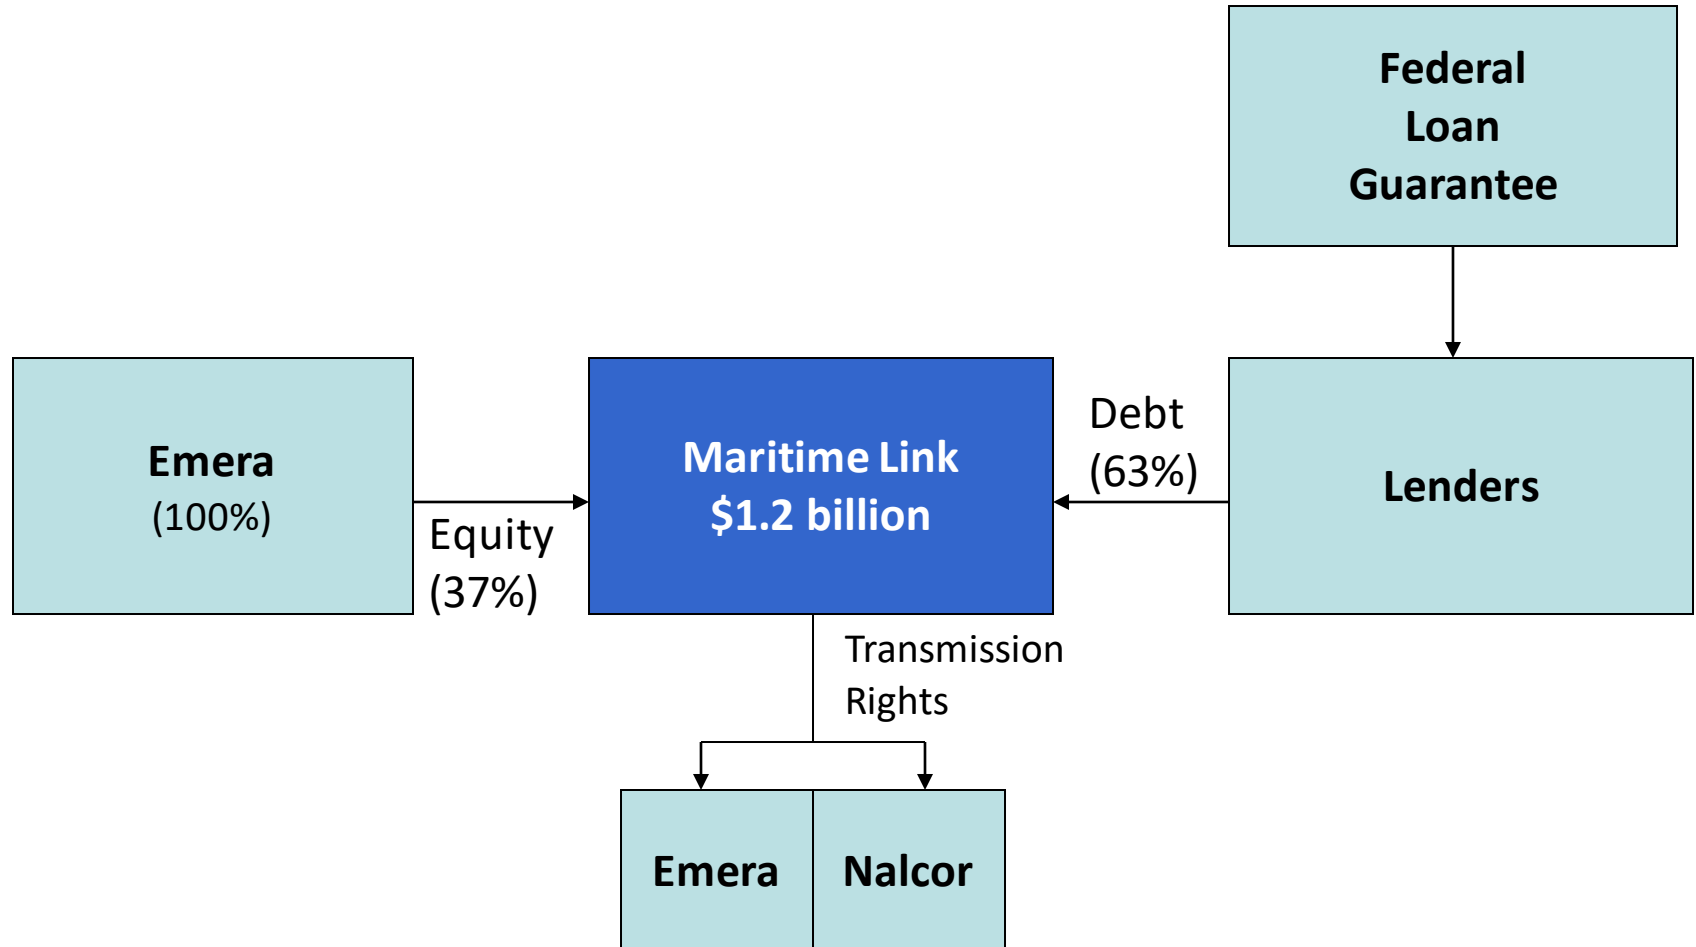 Federal
Loan
Guarantee
Emera
(100%)
Equity
(37%)
Maritime Link
$1.2 billion
Debt
(63%)
Lenders
Transmission
Rights
Emera
Nalcor